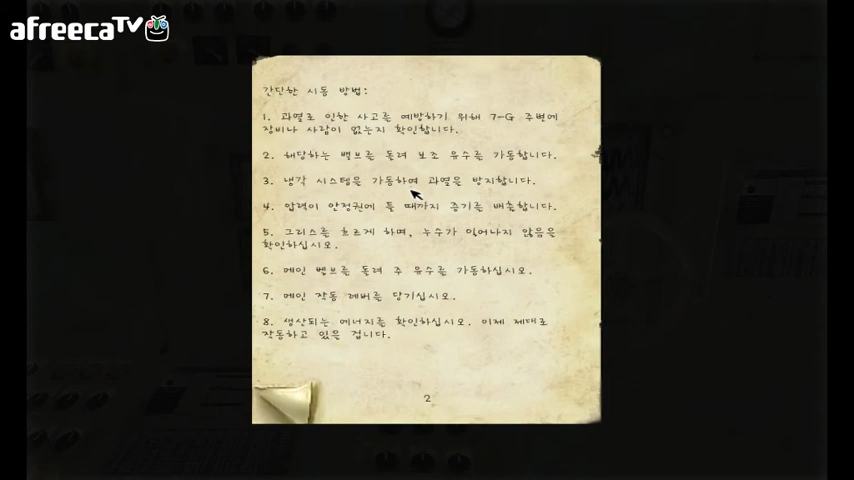 afreecaTV
간단한 시동 방법:
1. 과열로 인한 사고를 예방하기 위해 7-G 주변에
장비나 사람이 없는지 확인합니다.
2. 해당하는 밸브를 돌려 보조 유수를 가동합니다.
3. 냉각 시스템을 가동하여 과열을 방지합니다.
4. 압력이 안정권에 들 때까지 증기를 배출합니다.
5. 그리스를 흐르게 하며, 누수가 일어나지 않음을
확인하십시오.
6. 메인 밸브를 돌려 주 유수를 가동하십시오.
7. 메인 작동 레버를 당기십시오.
8. 생산되는 에너지를 확인하십시오. 이제 제대로
작동하고 있을 겁니다.
2